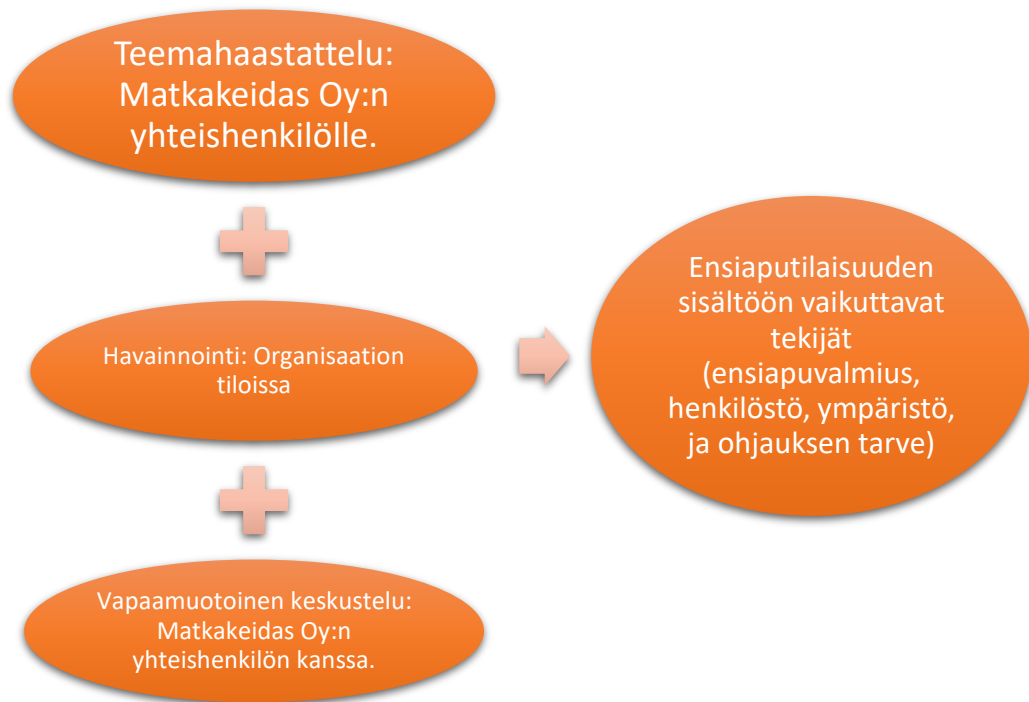 Teemahaastattelu:
Matkakeidas Oy:n
yhteishenkilölle.
Havainnointi: Organisaation
tiloissa
Vapaamuotoinen keskustelu:
Matkakeidas Oy:n
yhteishenkilön kanssa.
Ensiaputilaisuuden
sisältöön vaikuttavat
tekijät
(ensiapuvalmius,
henkilöstö, ympäristö,
ja ohjauksen tarve)